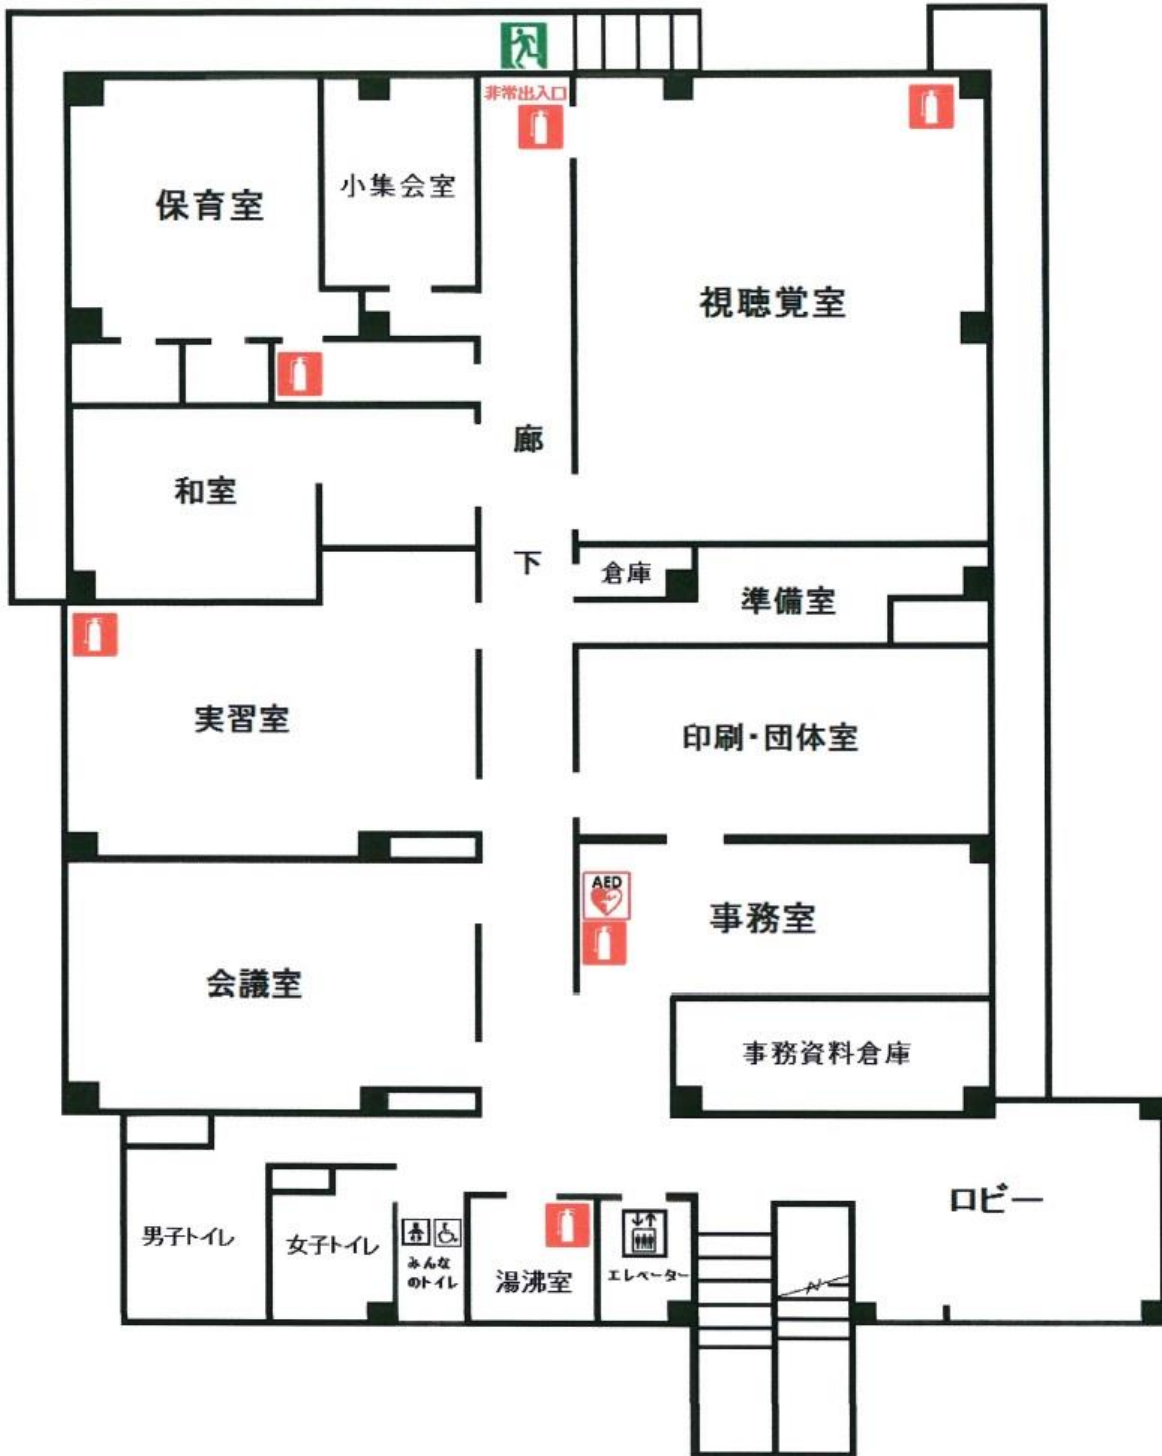 非常出入口
保育室
小集会室
視聴覚室
廊
下
和室
倉庫
準備室
実習室
印刷・団体室
AED
事務室
会議室
事務資料倉庫
ロビー
男子トイレ
女子トイレ
みんな
のトイレ
湯沸室
エレベーター